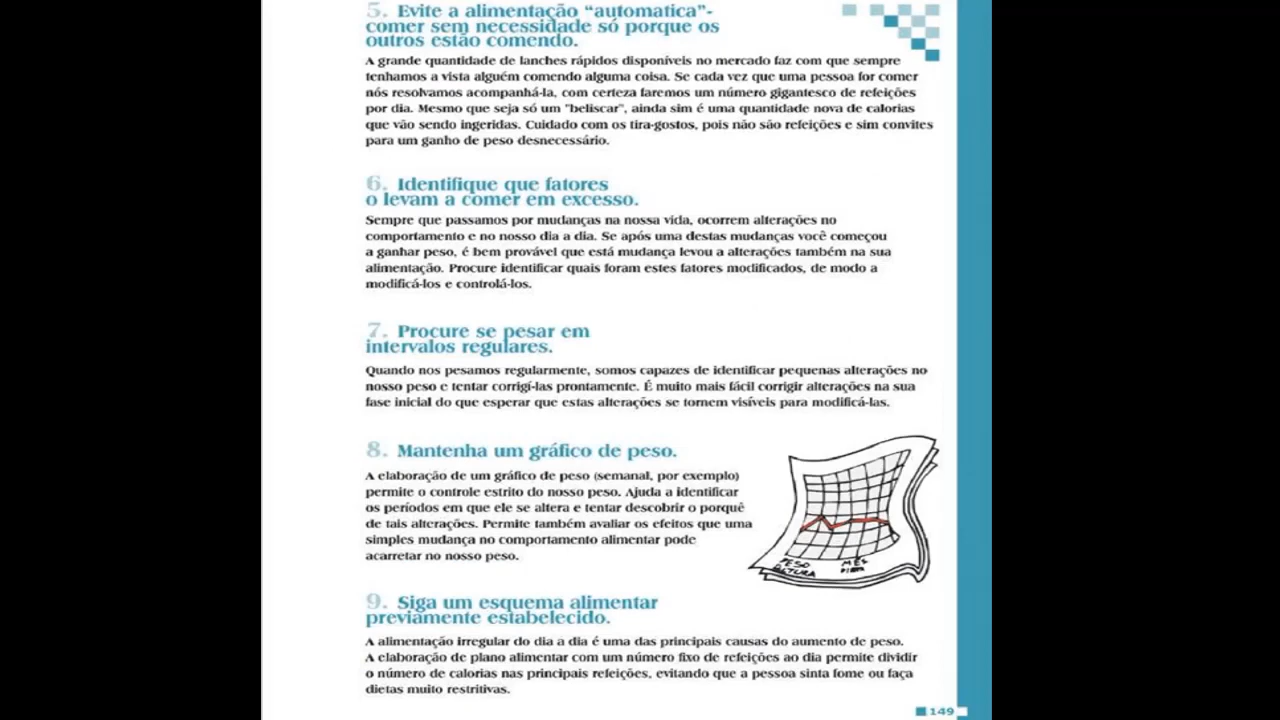 5. Evite a alimentação “automatica”-
comer sem necessidade só porque os
outros estão comendo.
A grande quantidade de lanches rápidos disponíveis no mercado faz com que sempre
tenhamos a vista alguém comendo alguma coisa. Se cada vez que uma pessoa for comer
nós resolvamos acompanhá-la, com certeza faremos um número gigantesco de refeições
por dia. Mesmo que seja só um "beliscar", ainda sim é uma quantidade nova de calorias
que vão sendo ingeridas. Cuidado com os tira-gostos, pois não são refeições e sim convites
para um ganho de peso desnecessário.
6. Identifique que fatores
o levam a comer em excesso.
Sempre que passamos por mudanças na nossa vida, ocorrem alterações no
comportamento e no nosso dia a dia. Se após uma destas mudanças você começou
a ganhar peso, é bem provável que está mudança levou a alterações também na sua
alimentação. Procure identificar quais foram estes fatores modificados, de modo a
modificá-los e controlá-los.
7. Procure se pesar em
intervalos regulares.
Quando nos pesamos regularmente, somos capazes de identificar pequenas alterações no
nosso peso e tentar corrigí-las prontamente. É muito mais fácil corrigir alterações na sua
fase inicial do que esperar que estas alterações se tornem visíveis para modificá-las.
8. Mantenha um gráfico de peso.
A elaboração de um gráfico de peso (semanal, por exemplo)
permite o controle estrito do nosso peso. Ajuda a identificar
os períodos em que ele se altera e tentar descobrir o porquê
de tais alterações. Permite também avaliar os efeitos que uma
simples mudança no comportamento alimentar pode
acarretar no nosso peso.
PESO MÊS
ALTURA
9. Siga um esquema alimentar
previamente estabelecido.
A alimentação irregular do dia a dia é uma das principais causas do aumento de peso.
A elaboração de plano alimentar com um número fixo de refeições ao dia permite dividir
o número de calorias nas principais refeições, evitando que a pessoa sinta fome ou faça
dietas muito restritivas.
149